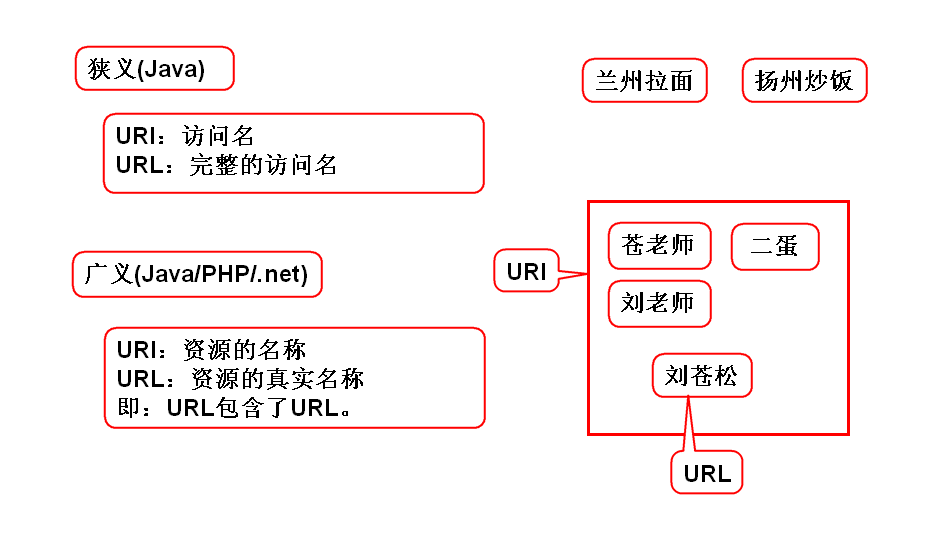 狭义(Java)
URI：访问名
URL：完整的访问名
广义(Java/PHP/.net)
URI：资源的名称
URL：资源的真实名称
即：URL包含了URL。
兰州拉面
扬州炒饭
URI
苍老师
二蛋
刘老师
刘苍松
URL